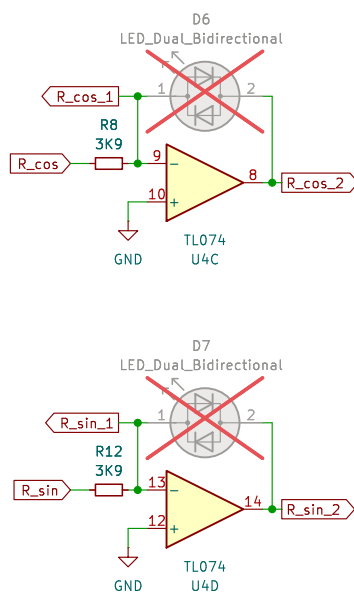 D6
LED_Dual_Bidirectional
R_cos_1
1
2
R8
3K9
R_cos
9
−
8
R_cos_2
10
+
TL074
GND
U4C
D7
LED_Dual_Bidirectional
R_sin_1
1
2
R12
3K9
R_sin
13
−
14
R_sin_2
12
+
TL074
GND
U4D